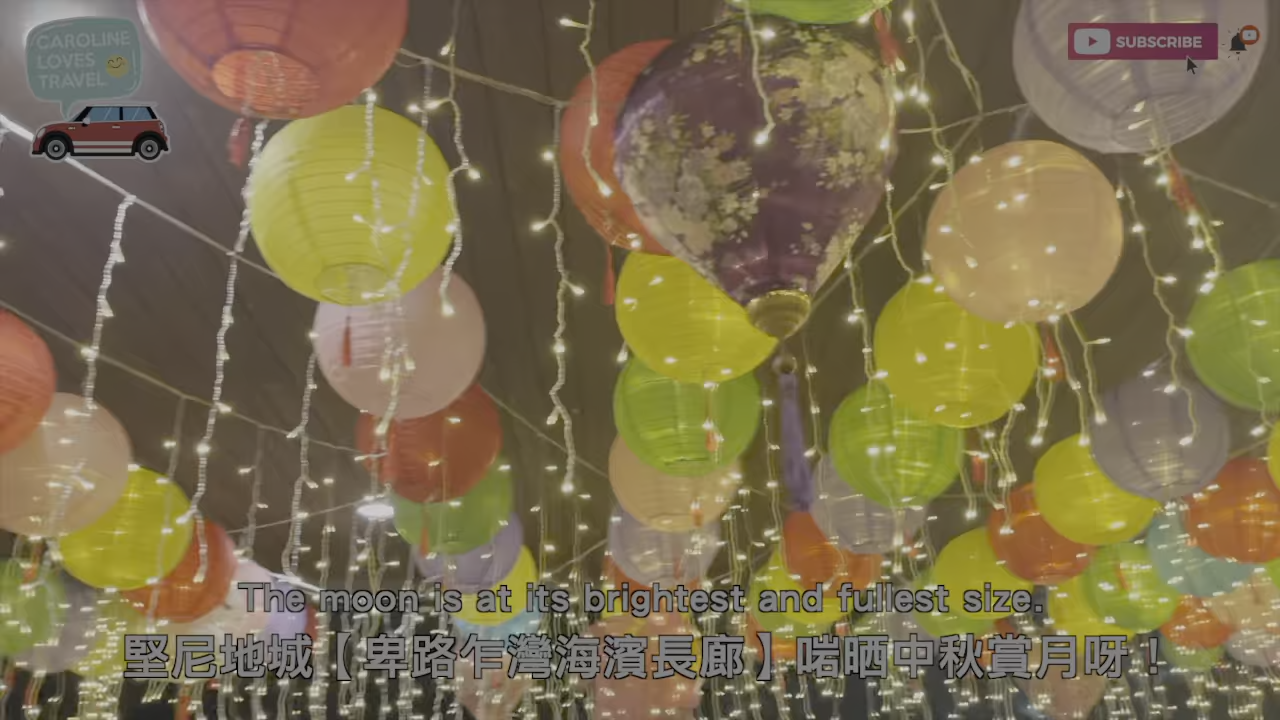 CAROLINE
LOVES
TRAVEL
SUBSCRIBE
The moon is at its brightest and fullest size.
堅尼地城【卑路乍灣海濱長廊】啱晒中秋賞月呀！